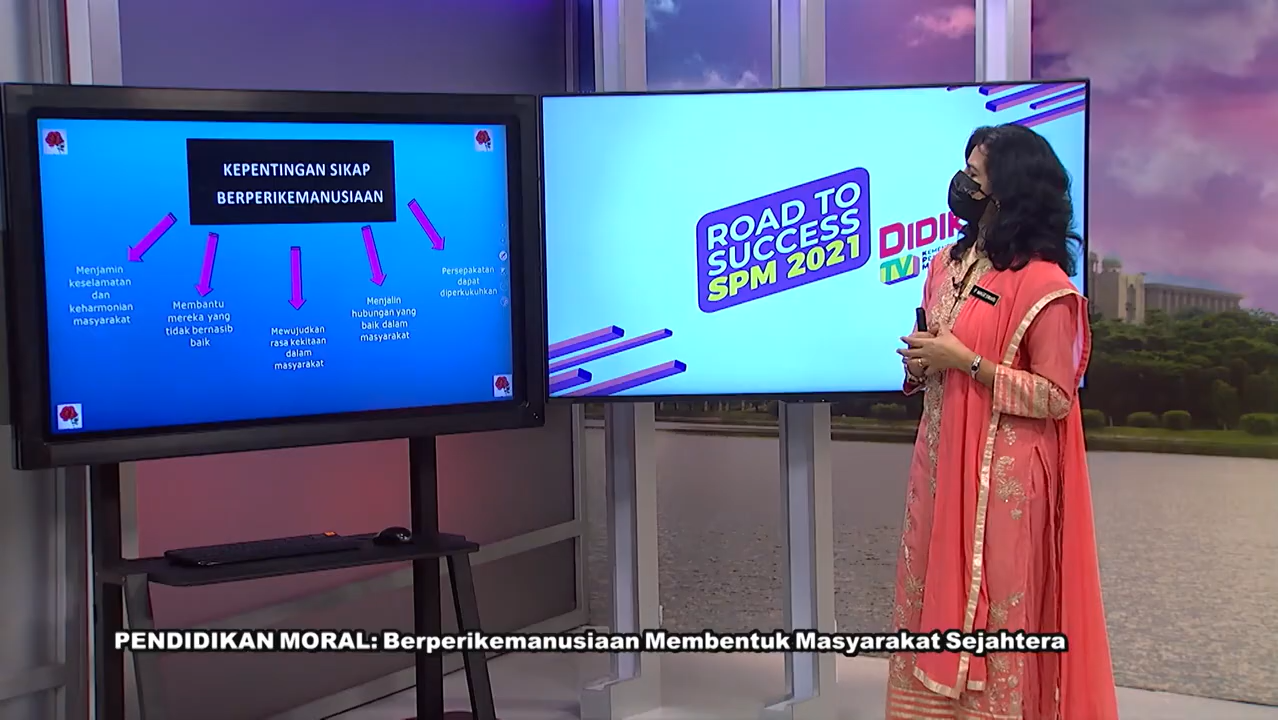 KEPENTINGAN SIKAP
BERPERIKEMANUSIAAN
Menjamin
keselamatan
dan
keharmonian
masyarakat
Membantu
mereka yang
tidak bernasib
baik
Mewujudkan
rasa kekitaan
dalam
masyarakat
Menjalin
hubungan yang
baik dalam
masyarakat
Persepakatan
dapat
diperkukuhkan
ROAD TO
SUCCESS
SPM 2021
DIDIK
TV
PENDIDIKAN MORAL: Berperikemanusiaan Membentuk Masyarakat Sejahtera